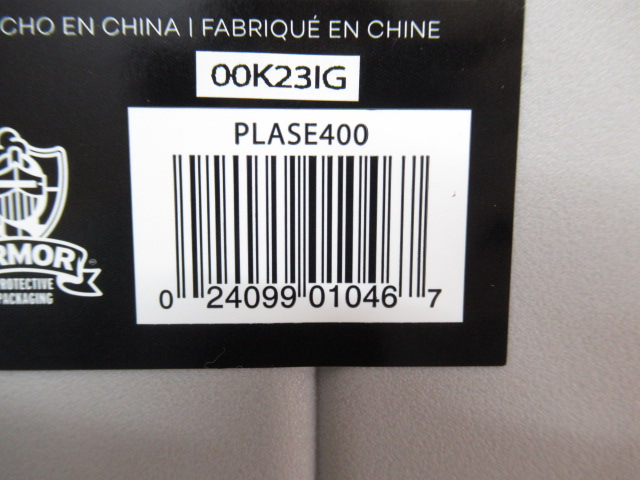 CHO EN CHINA | FABRIQUÉ EN CHINE
00K23IG
PLASE400
0 24099 01046 7
RMOR
PROTECTIVE
PACKAGING